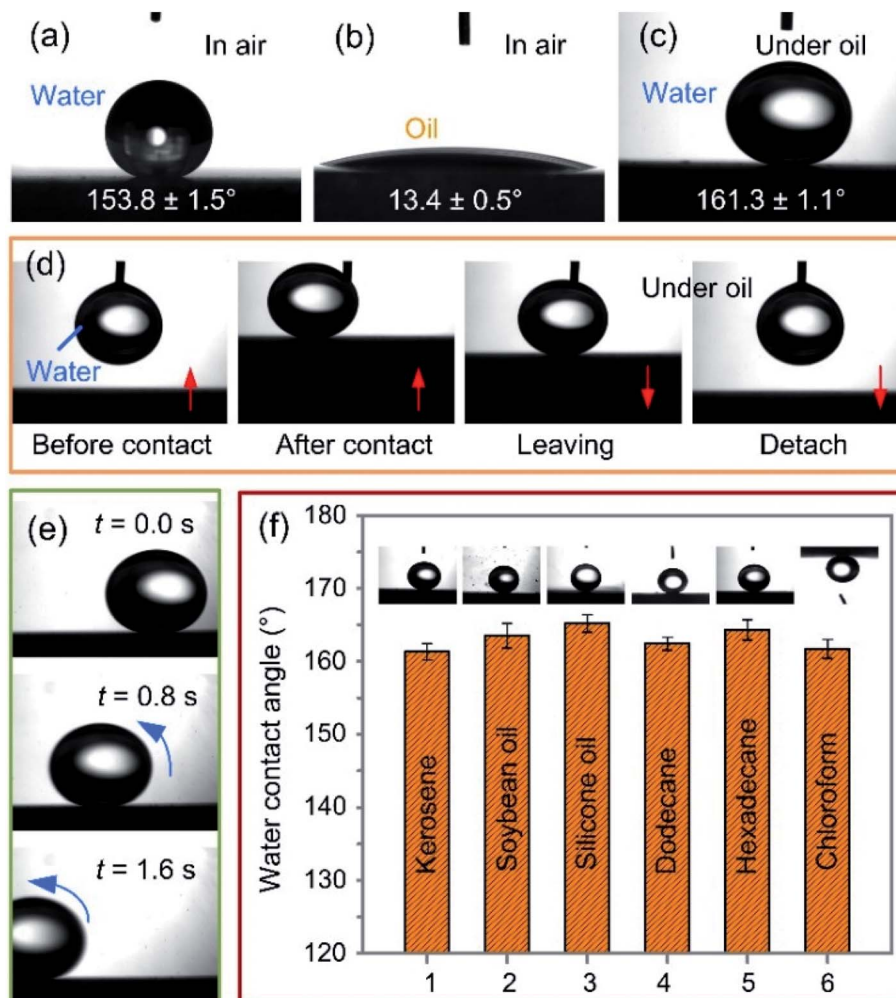 (a)
In air
Water
153.8 ± 1.5°
(b)
In air
Oil
13.4 ± 0.5°
(c)
Under oil
Water
161.3 ± 1.1°
(d)
Water
Under oil
Before contact
After contact
Leaving
Detach
(e)
t = 0.0 s
t = 0.8 s
t = 1.6 s
(f)
Water contact angle (°)
180
170
160
150
140
130
125
120
Kerosene
Soybean oil
Silicone oil
Dodecane
Hexadecane
Chloroform
1 2 3 4 5 6